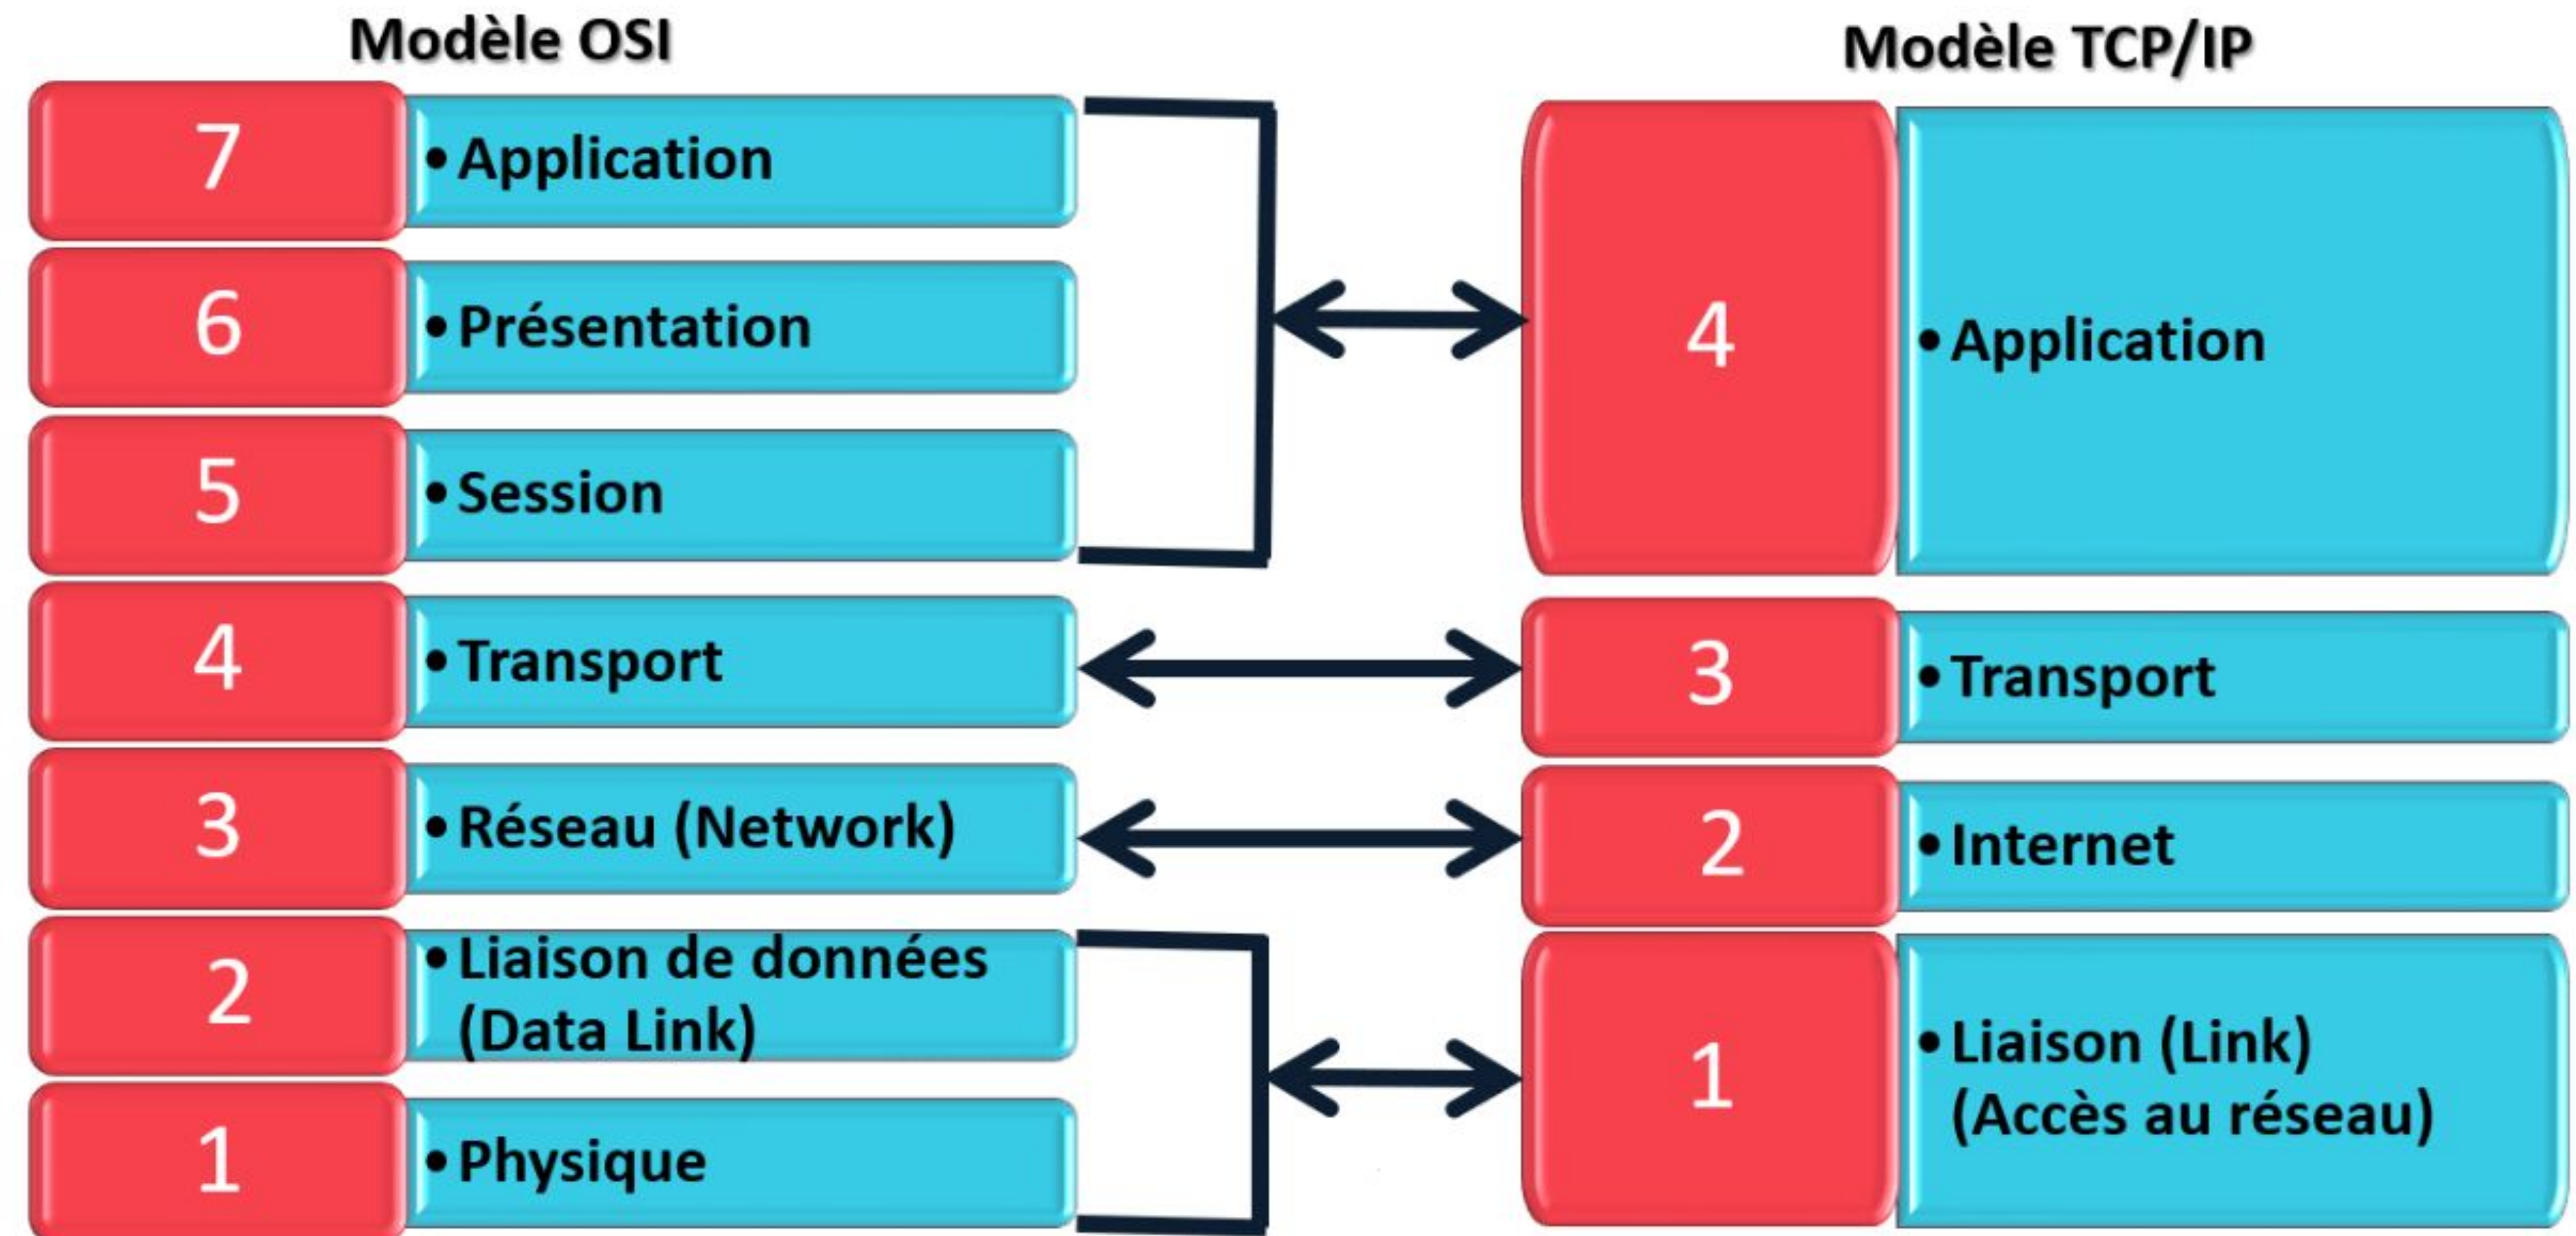 Modèle OSI
7
• Application
6
• Présentation
5
• Session
4
• Transport
3
• Réseau (Network)
2
• Liaison de données
(Data Link)
1
• Physique
Modèle TCP/IP
4
• Application
3
• Transport
2
• Internet
1
• Liaison (Link)
(Accès au réseau)